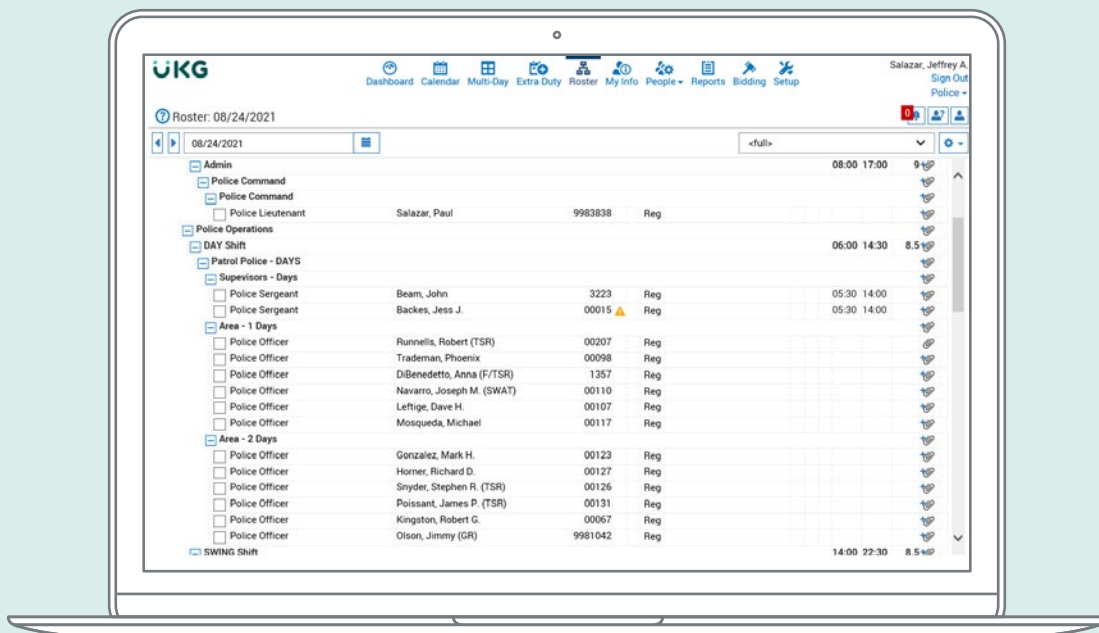 UKG
Dashboard Calendar Multi-Day Extra Duty Roster My Info People Reports Bidding Setup
Salazar, Jeffrey A.
Sign Out
Police
Roster: 08/24/2021
0
08/24/2021 <full>
Admin 08:00 17:00 9
Police Command
Police Command
Police Lieutenant Salazar, Paul 9983838 Reg
Police Operations
DAY Shift 06:00 14:30 8.5
Patrol Police - DAYS
Supevisors - Days
Police Sergeant Beam, John 3223 Reg 05:30 14:00
Police Sergeant Backes, Jess J. 00015 Reg 05:30 14:00
Area - 1 Days
Police Officer Runnells, Robert (TSR) 00207 Reg
Police Officer Trademan, Phoenix 00098 Reg
Police Officer DiBenedetto, Anna (F/TSR) 1357 Reg
Police Officer Navarro, Joseph M. (SWAT) 00110 Reg
Police Officer Leftige, Dave H. 00107 Reg
Police Officer Mosqueda, Michael 00117 Reg
Area - 2 Days
Police Officer Gonzalez, Mark H. 00123 Reg
Police Officer Horner, Richard D. 00127 Reg
Police Officer Snyder, Stephen R. (TSR) 00126 Reg
Police Officer Poissant, James P. (TSR) 00131 Reg
Police Officer Kingston, Robert G. 00067 Reg
Police Officer Olson, Jimmy (GR) 9981042 Reg
SWING Shift 14:00 22:30 8.5